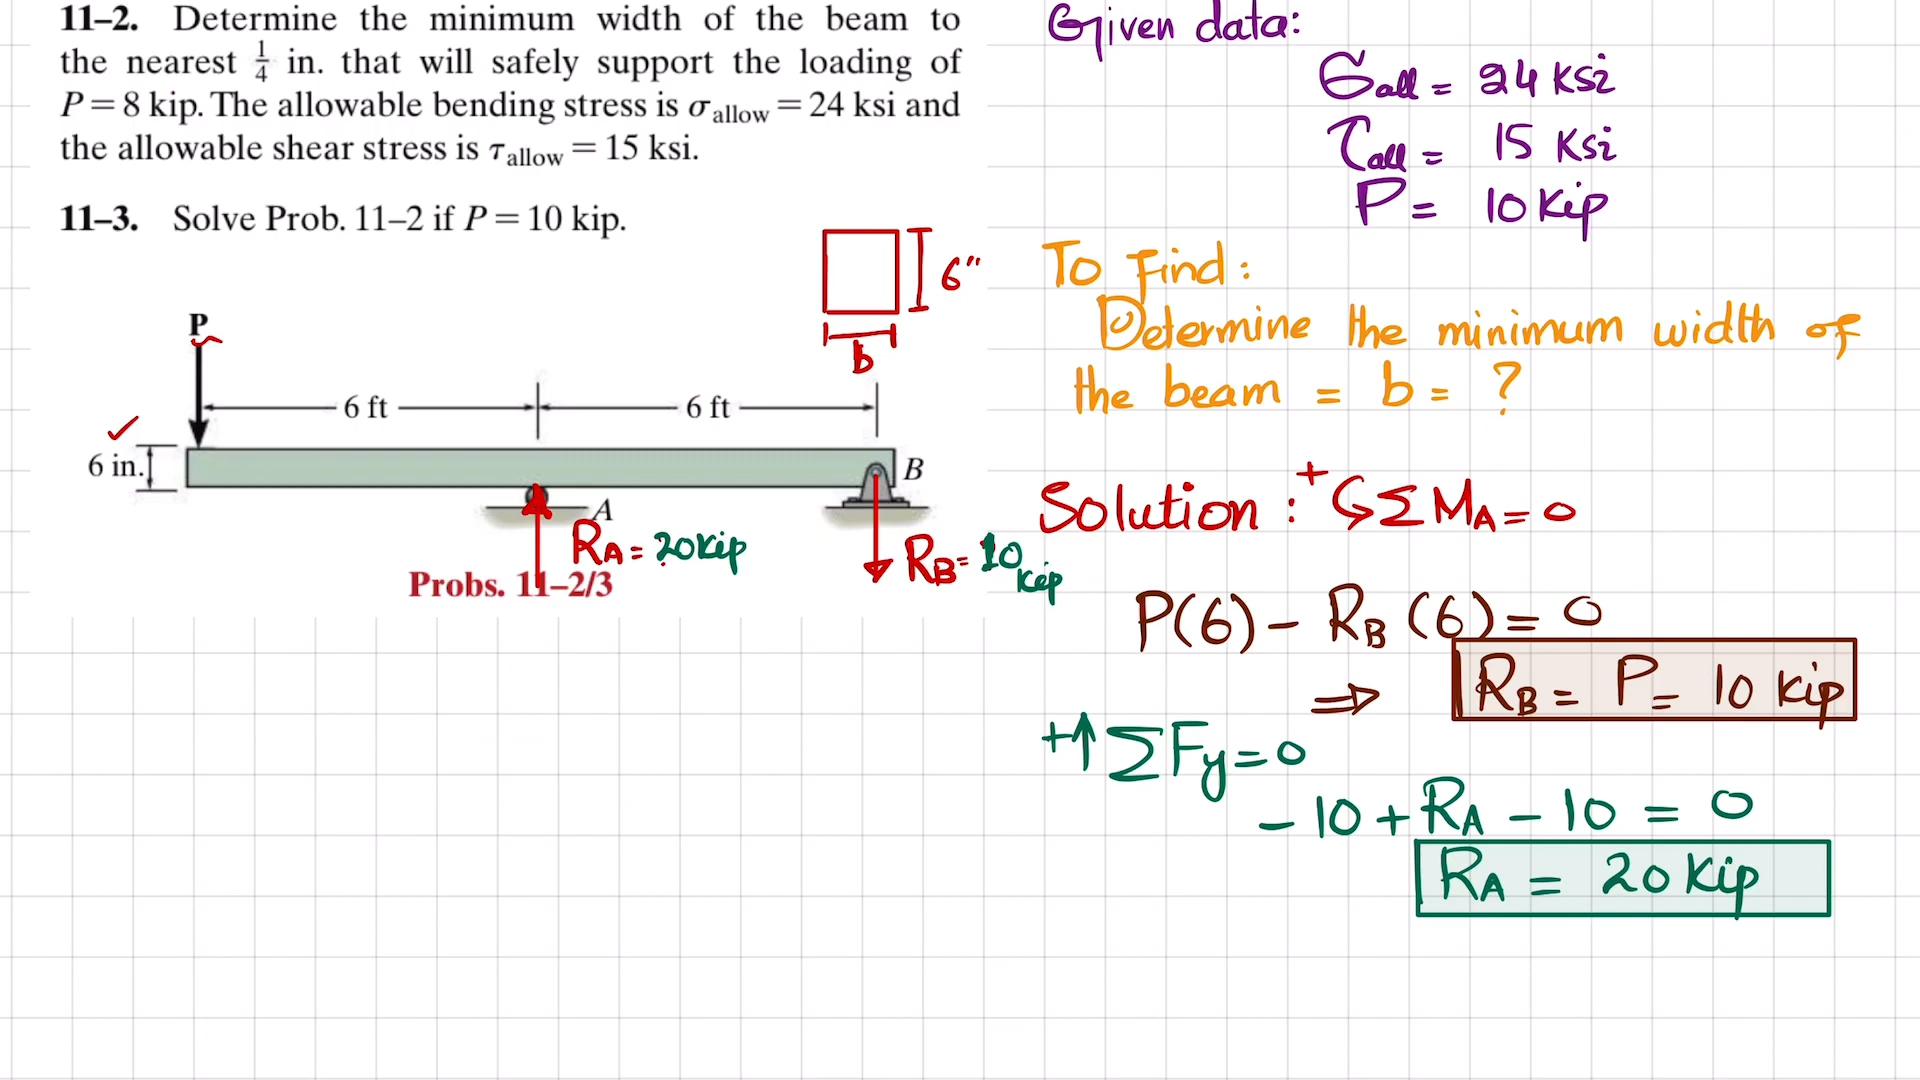 11–2. Determine the minimum width of the beam to
the nearest 1/4 in. that will safely support the loading of
P = 8 kip. The allowable bending stress is σallow = 24 ksi and
the allowable shear stress is τallow = 15 ksi.
11–3. Solve Prob. 11–2 if P = 10 kip.
6"
b
P
6 ft
6 ft
6 in.
B
A
RA = 20 kip
RB = 10 kip
Probs. 11–2/3
Given data:
σall = 24 ksi
τall = 15 ksi
P = 10 kip
To Find:
Determine the minimum width of
the beam = b = ?
Solution: + ↺ ΣMA = 0
P(6) - RB (6) = 0
⇒ RB = P = 10 kip
+↑ ΣFy = 0
- 10 + RA - 10 = 0
RA = 20 kip